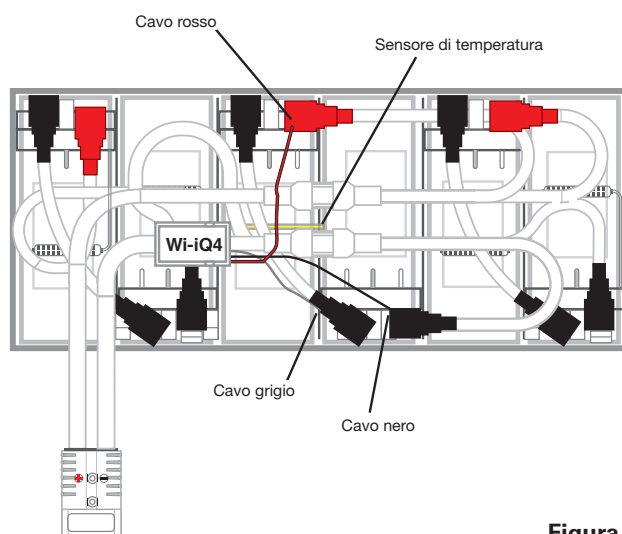 Cavo rosso
Sensore di temperatura
Wi-iQ4
Cavo grigio
Cavo nero
Figura